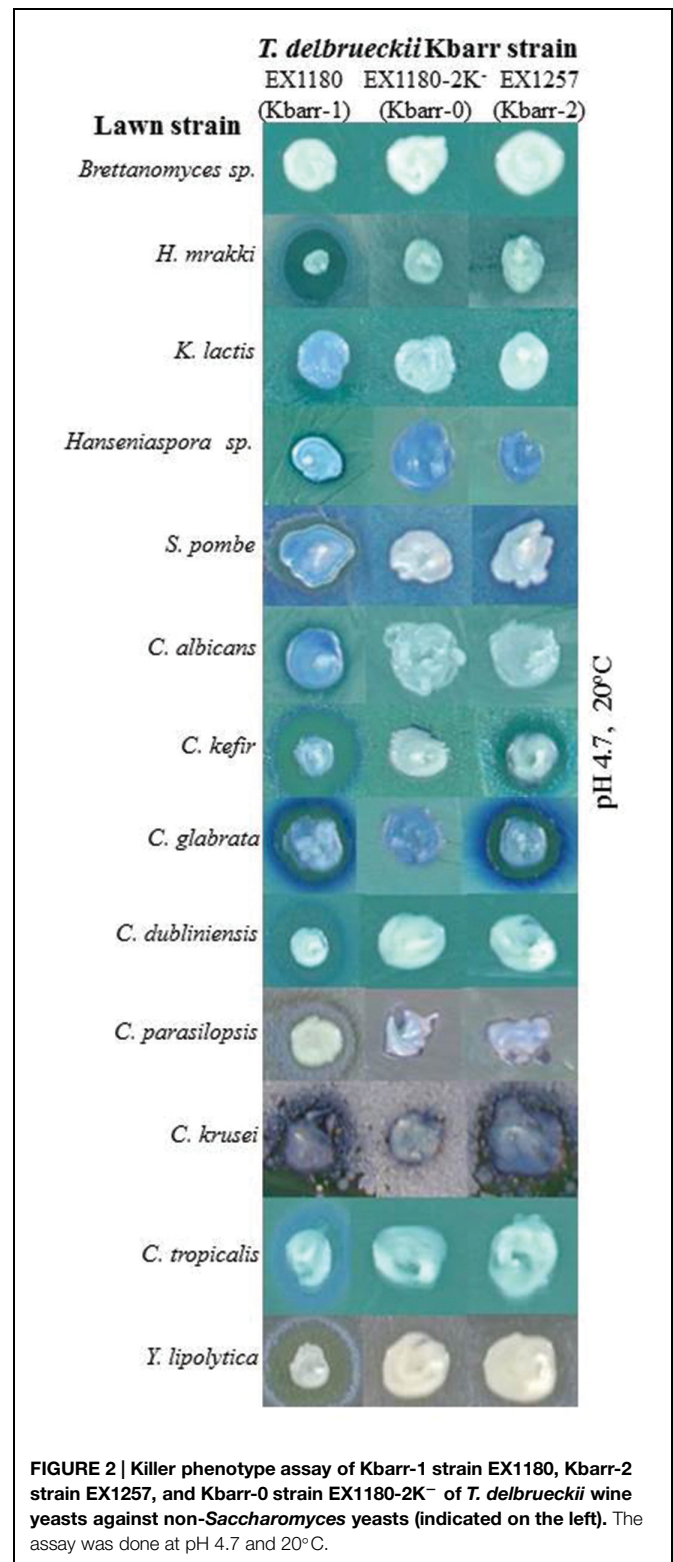 T. delbrueckii Kbarr strain
EX1180 EX1180-2K- EX1257
(Kbarr-1) (Kbarr-0) (Kbarr-2)
Lawn strain
Brettanomyces sp.
H. mrakki
K. lactis
Hanseniaspora sp.
S. pombe
C. albicans
C. kefir
C. glabrata
C. dubliniensis
C. parasilopsis
C. krusei
C. tropicalis
Y. lipolytica
pH 4.7, 20ºC
FIGURE 2 | Killer phenotype assay of Kbarr-1 strain EX1180, Kbarr-2
strain EX1257, and Kbarr-0 strain EX1180-2K− of T. delbrueckii wine
yeasts against non-Saccharomyces yeasts (indicated on the left). The
assay was done at pH 4.7 and 20°C.